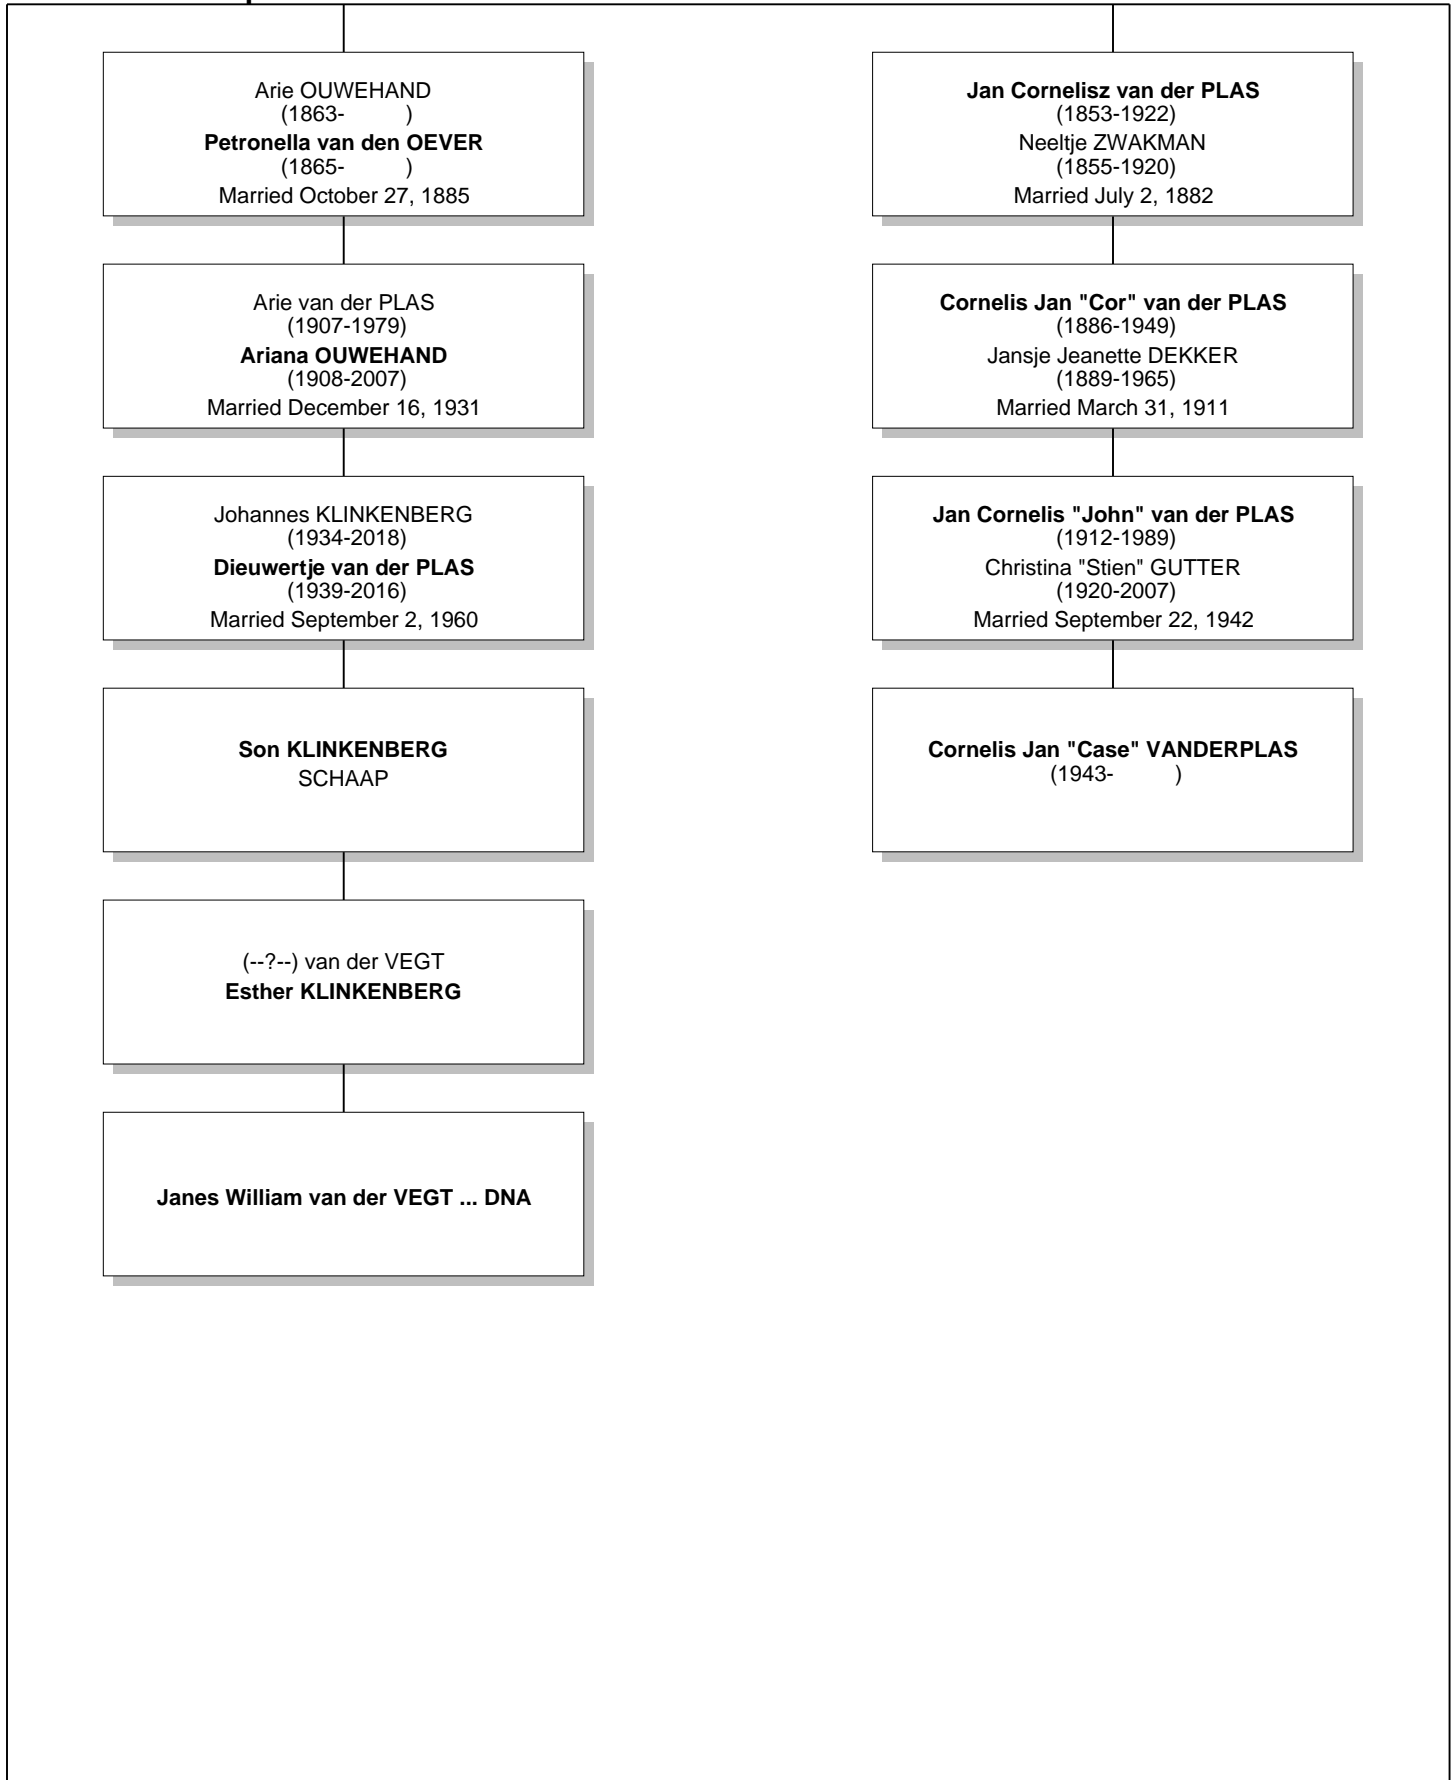 Arie OUWEHAND
(1863- )
Petronella van den OEVER
(1865- )
Married October 27, 1885
Jan Cornelisz van der PLAS
(1853-1922)
Neeltje ZWAKMAN
(1855-1920)
Married July 2, 1882
Arie van der PLAS
(1907-1979)
Ariana OUWEHAND
(1908-2007)
Married December 16, 1931
Cornelis Jan "Cor" van der PLAS
(1886-1949)
Jansje Jeanette DEKKER
(1889-1965)
Married March 31, 1911
Johannes KLINKENBERG
(1934-2018)
Dieuwertje van der PLAS
(1939-2016)
Married September 2, 1960
Jan Cornelis "John" van der PLAS
(1912-1989)
Christina "Stien" GUTTER
(1920-2007)
Married September 22, 1942
Son KLINKENBERG
SCHAAP
Cornelis Jan "Case" VANDERPLAS
(1943- )
(--?--) van der VEGT
Esther KLINKENBERG
Janes William van der VEGT ... DNA